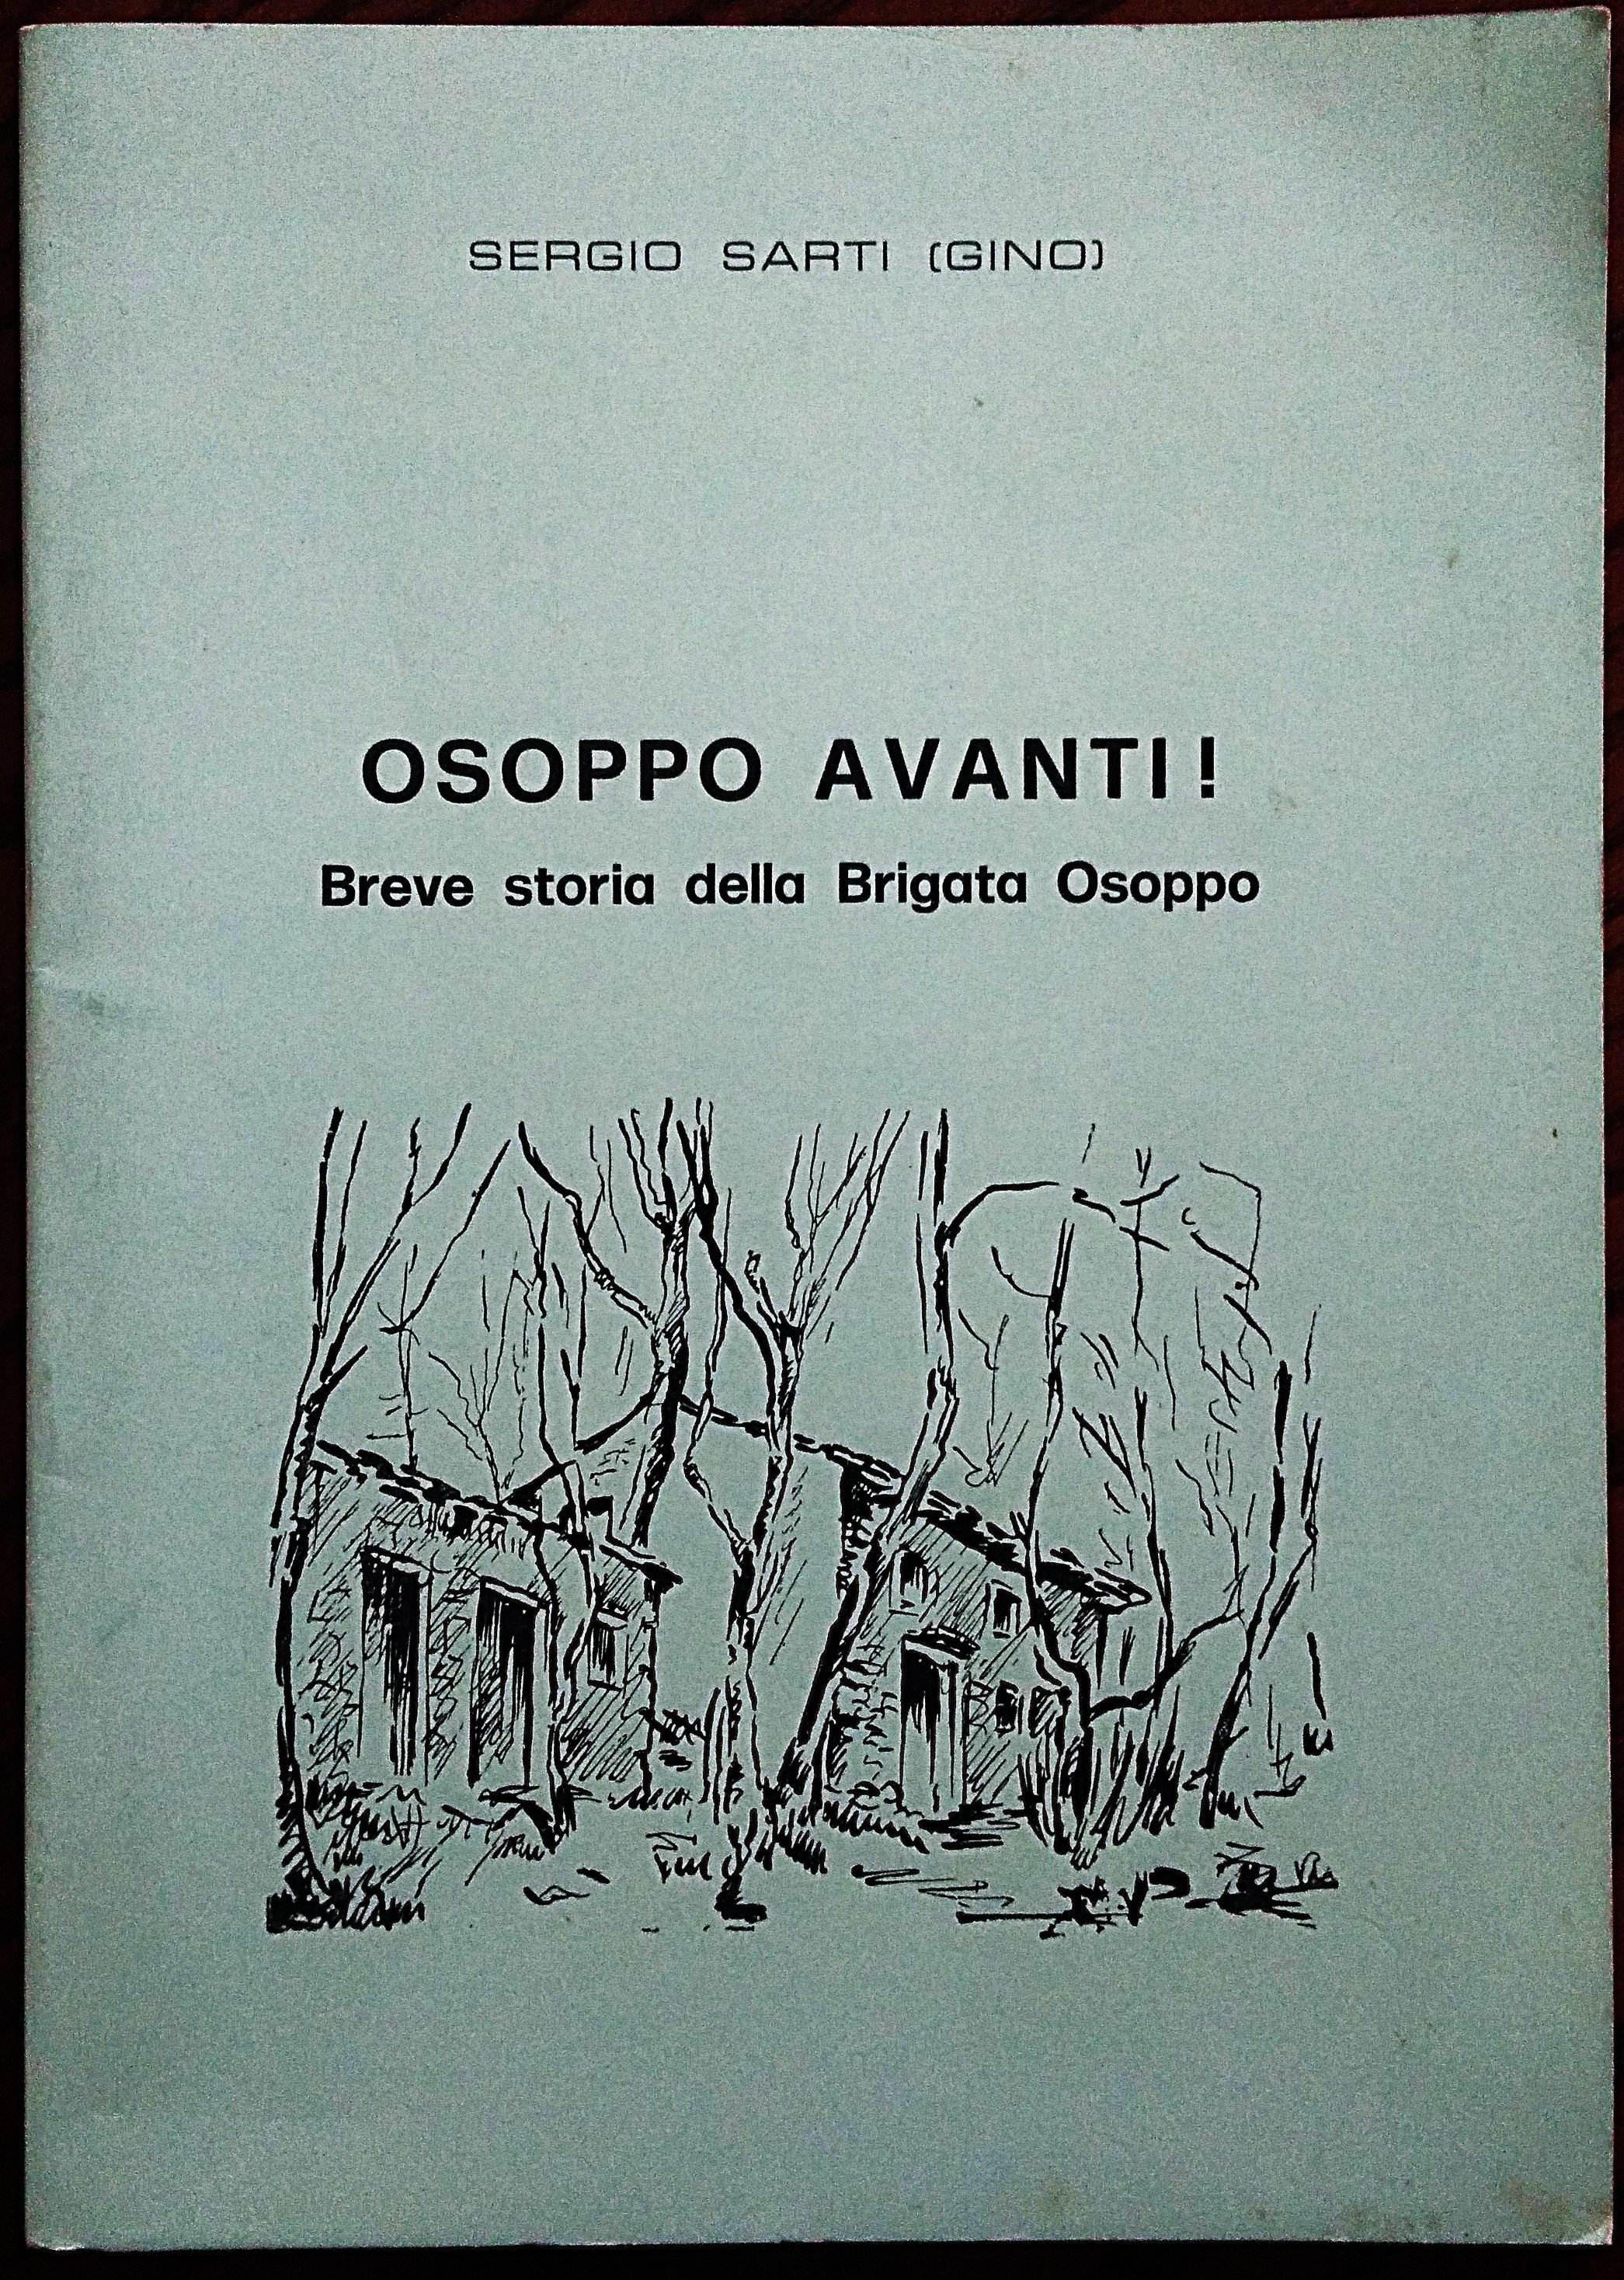 SERGIO SARTI (GINO)
OSOPPO AVANTI!
Breve storia della Brigata Osoppo